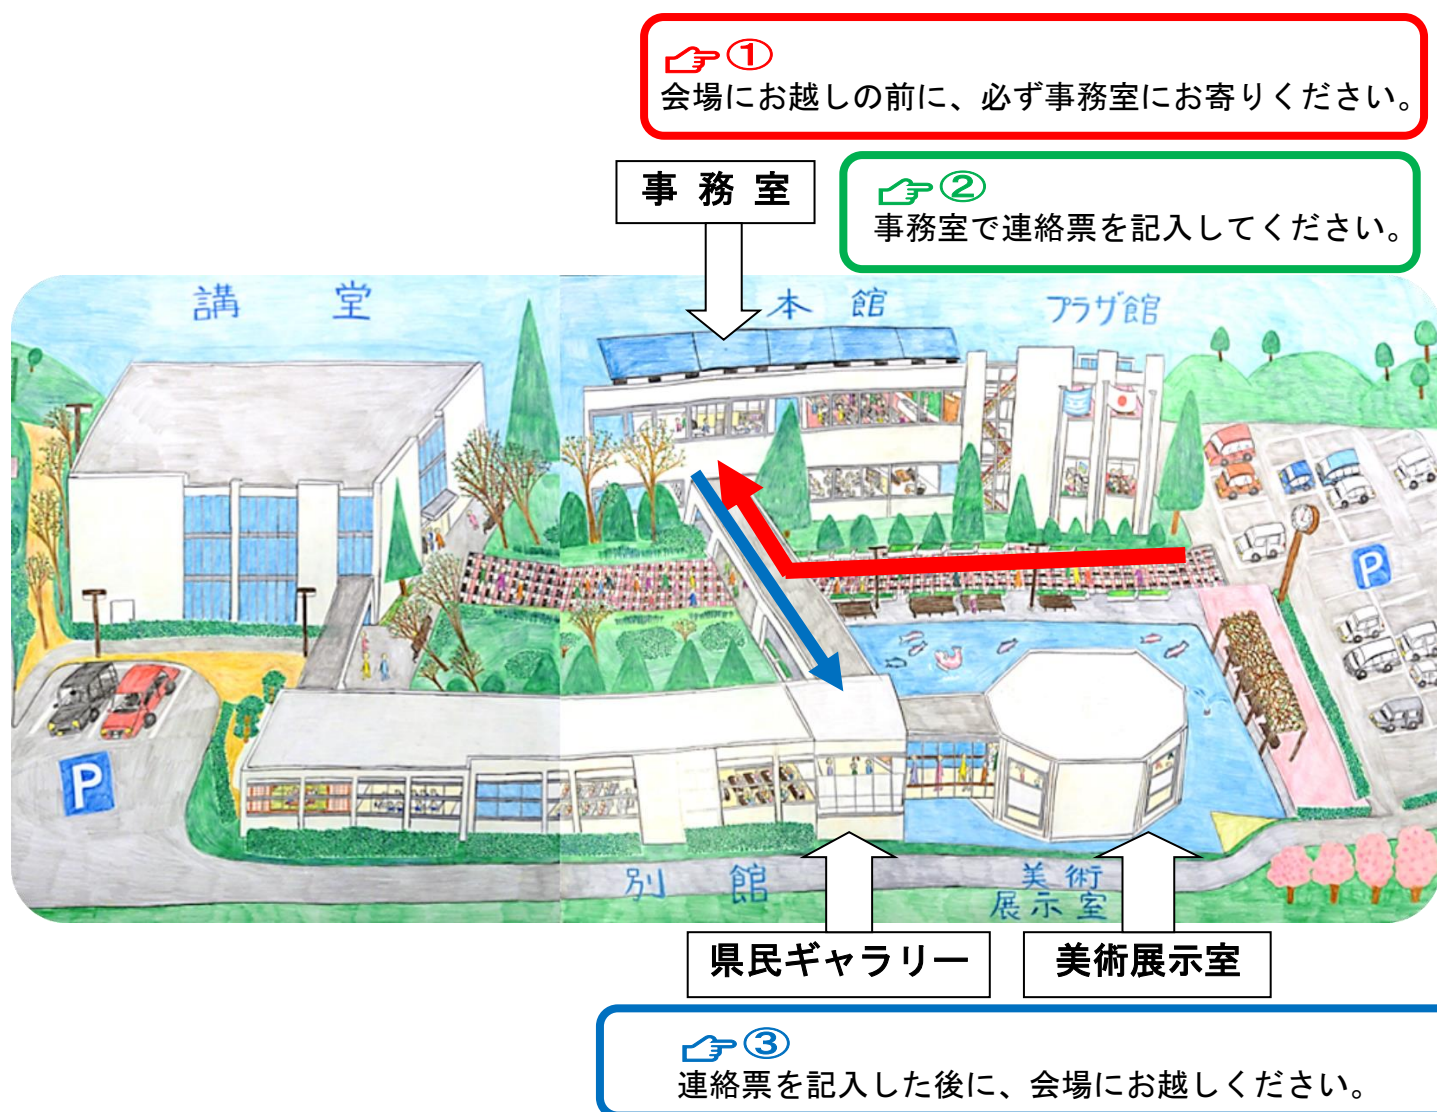 ☞①
会場にお越しの前に、必ず事務室にお寄りください。
事務室
☞②
事務室で連絡票を記入してください。
講堂
本館
プラザ館
P
P
別館
美術
展示室
県民ギャラリー
美術展示室
☞③
連絡票を記入した後に、会場にお越しください。